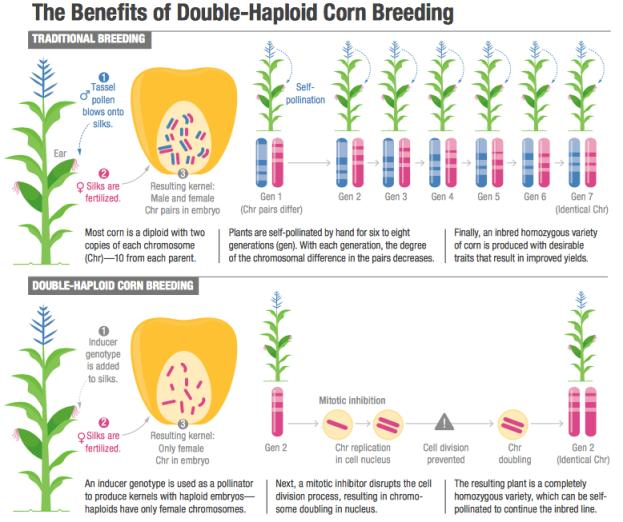 The Benefits of Double-Haploid Corn Breeding
TRADITIONAL BREEDING
1
♂ Tassel
pollen
blows onto
silks.
Ear
2
♀ Silks are
fertilized.
3
Resulting kernel:
Male and female
Chr pairs in embryo
Self-
pollination
Gen 1
(Chr pairs differ)
Gen 2
Gen 3
Gen 4
Gen 5
Gen 6
Gen 7
(Identical Chr)
Most corn is a diploid with two
copies of each chromosome
(Chr)—10 from each parent.
Plants are self-pollinated by hand for six to eight
generations (gen). With each generation, the degree
of the chromosomal difference in the pairs decreases.
Finally, an inbred homozygous variety
of corn is produced with desirable
traits that result in improved yields.
DOUBLE-HAPLOID CORN BREEDING
1
Inducer
genotype
is added
to silks.
2
♀ Silks are
fertilized.
3
Resulting kernel:
Only female
Chr in embryo
Gen 2
Mitotic inhibition
Chr replication
in cell nucleus
Cell division
prevented
Chr
doubling
Gen 2
(Identical Chr)
An inducer genotype is used as a pollinator
to produce kernels with haploid embryos—
haploids have only female chromosomes.
Next, a mitotic inhibitor disrupts the cell
division process, resulting in chromo-
some doubling in nucleus.
The resulting plant is a completely
homozygous variety, which can be self-
pollinated to continue the inbred line.